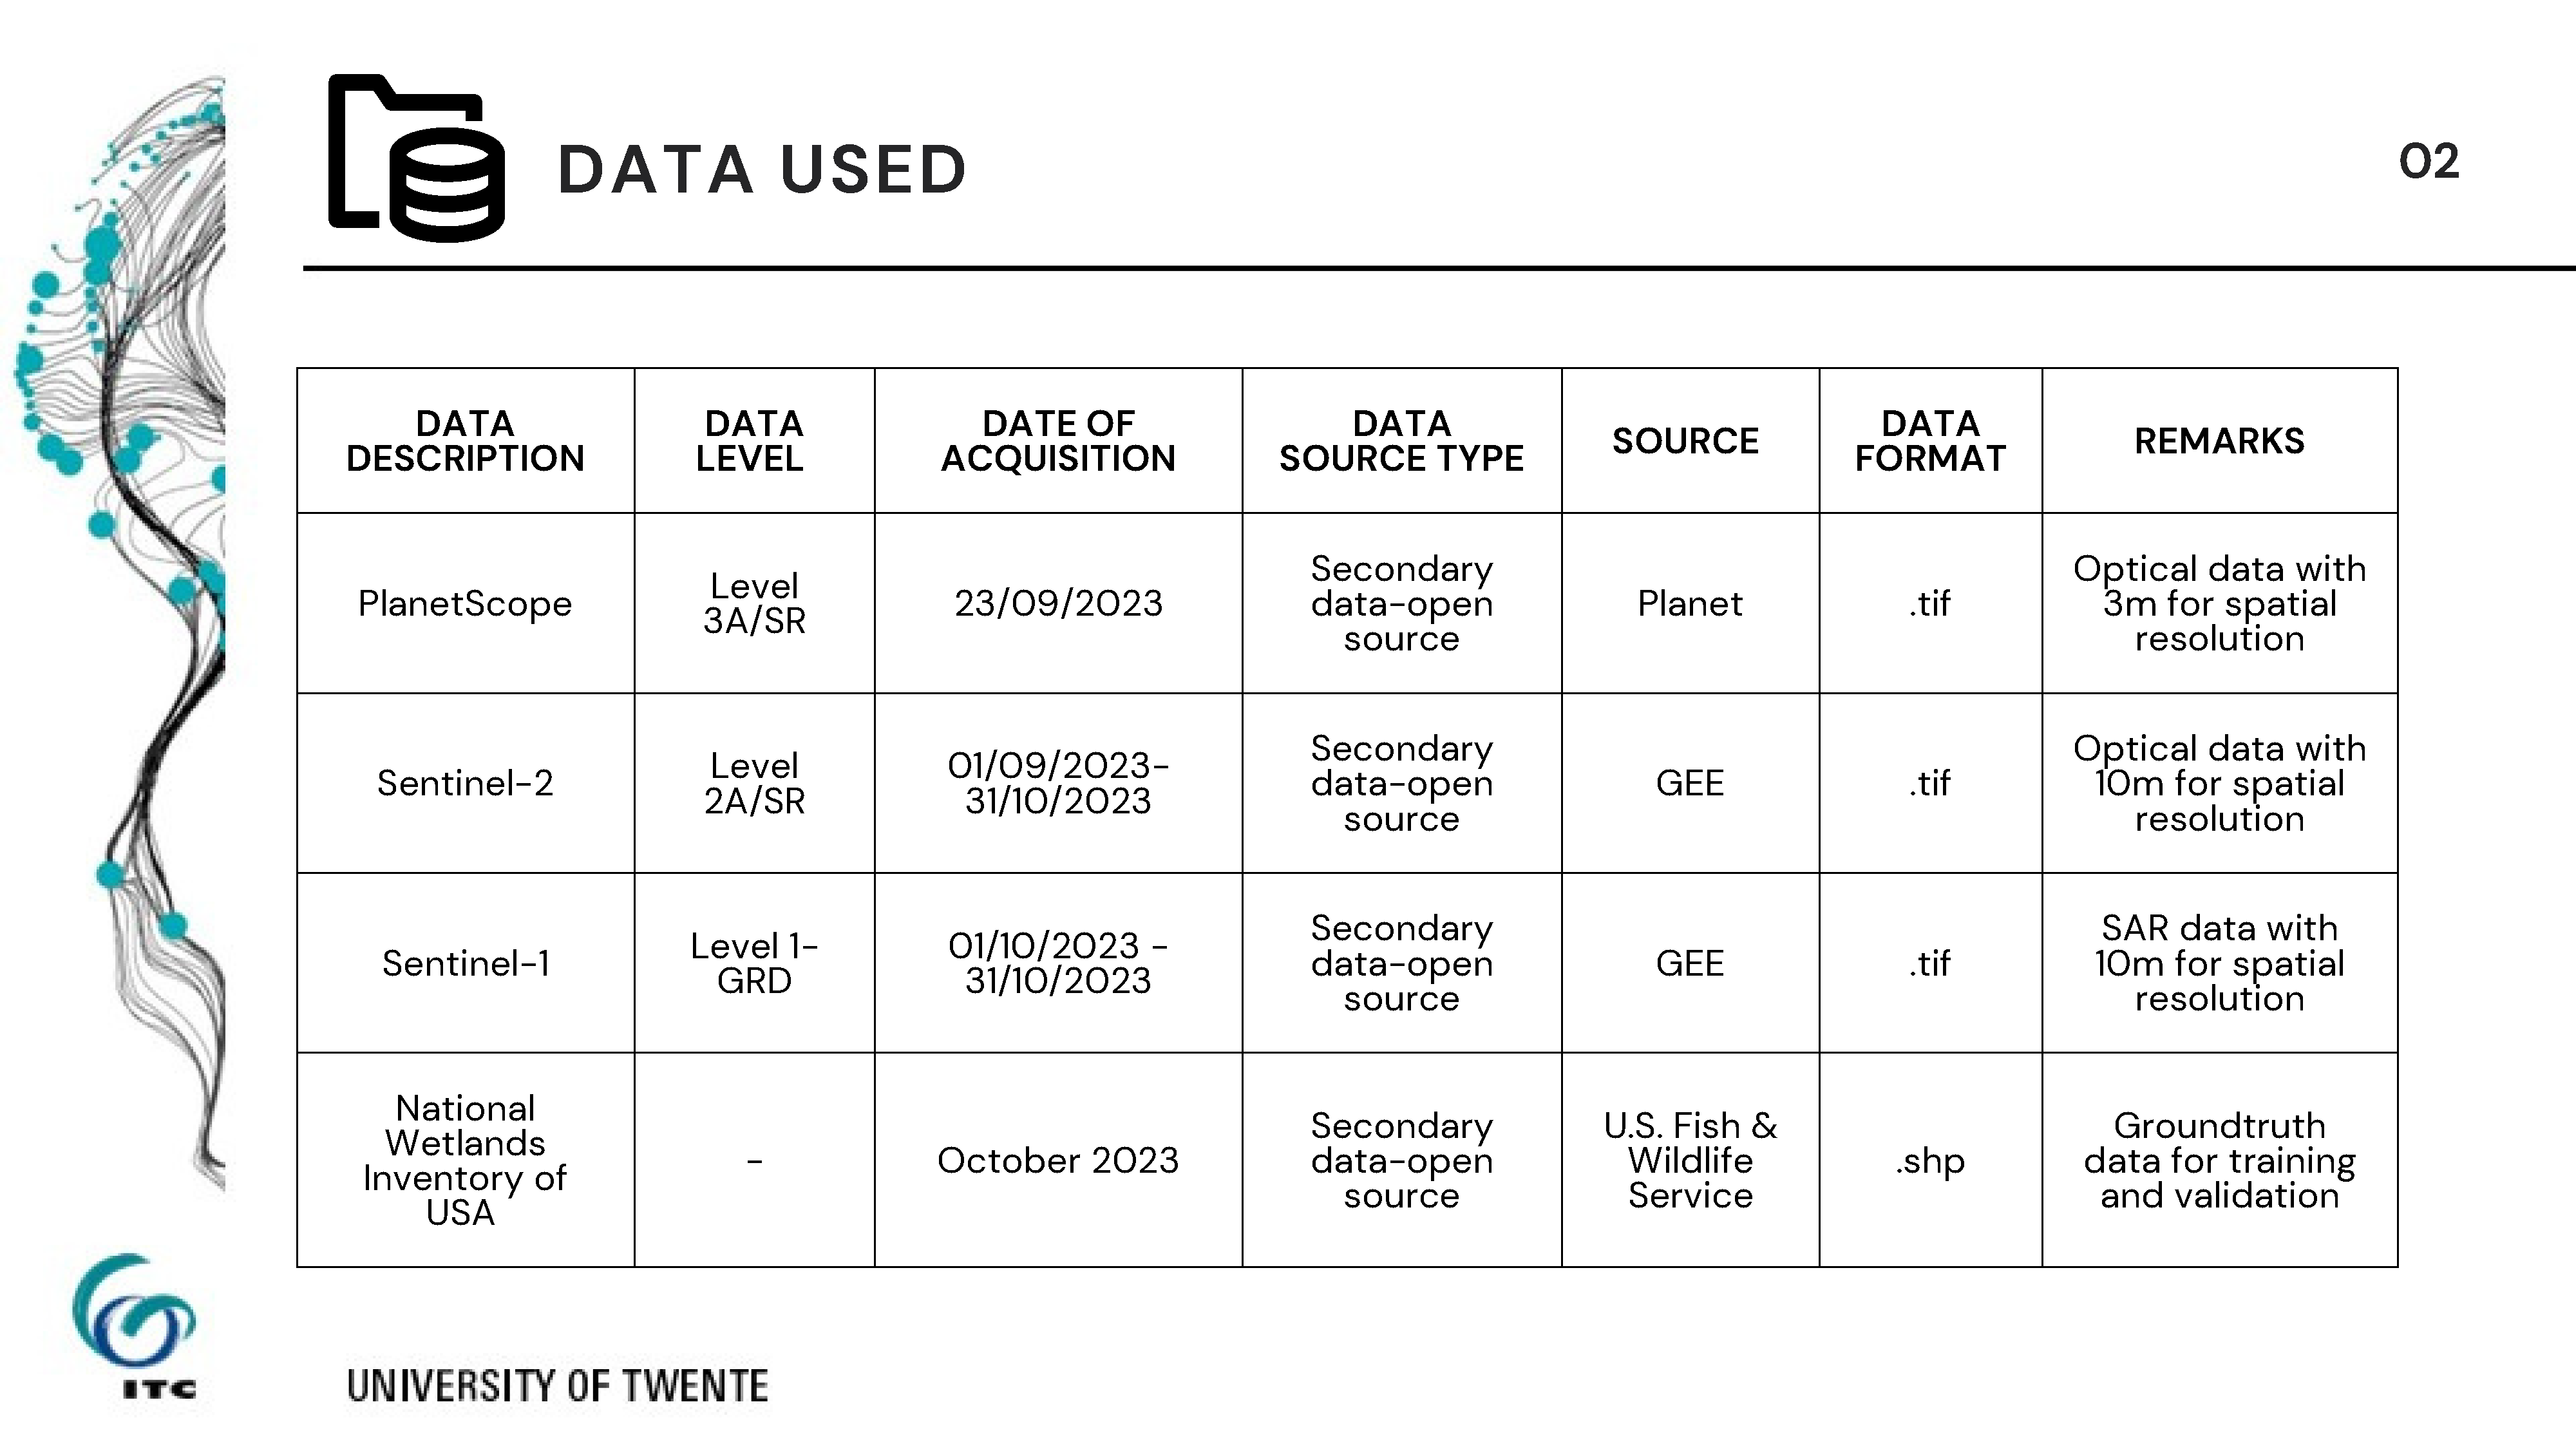 DATA USED
02
DATA
DESCRIPTION
DATA
LEVEL
DATE OF
ACQUISITION
DATA
SOURCE TYPE
SOURCE
DATA
FORMAT
REMARKS
PlanetScope
Level
3A/SR
23/09/2023
Secondary
data-open
source
Planet
.tif
Optical data with
3m for spatial
resolution
Sentinel-2
Level
2A/SR
01/09/2023-
31/10/2023
Secondary
data-open
source
GEE
.tif
Optical data with
10m for spatial
resolution
Sentinel-1
Level 1-
GRD
01/10/2023 -
31/10/2023
Secondary
data-open
source
GEE
.tif
SAR data with
10m for spatial
resolution
National
Wetlands
Inventory of
USA
-
October 2023
Secondary
data-open
source
U.S. Fish &
Wildlife
Service
.shp
Groundtruth
data for training
and validation
ITC
UNIVERSITY OF TWENTE